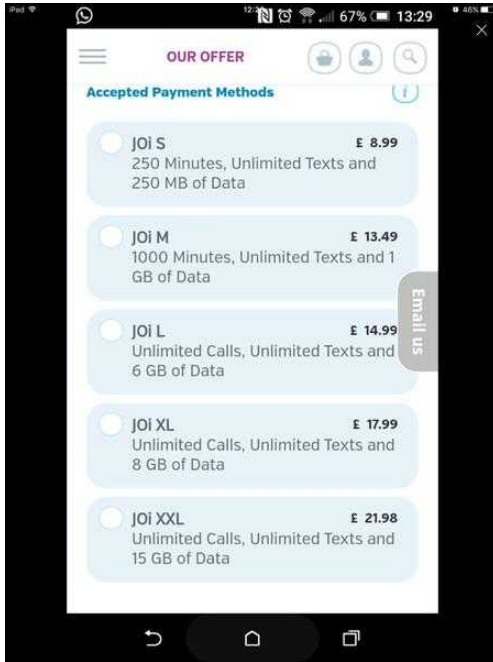 iPad
46%
67% 13:29
OUR OFFER
Accepted Payment Methods
i
JOi S £ 8.99
250 Minutes, Unlimited Texts and
250 MB of Data
JOi M £ 13.49
1000 Minutes, Unlimited Texts and 1
GB of Data
Email us
JOi L £ 14.99
Unlimited Calls, Unlimited Texts and
6 GB of Data
JOi XL £ 17.99
Unlimited Calls, Unlimited Texts and
8 GB of Data
JOi XXL £ 21.98
Unlimited Calls, Unlimited Texts and
15 GB of Data